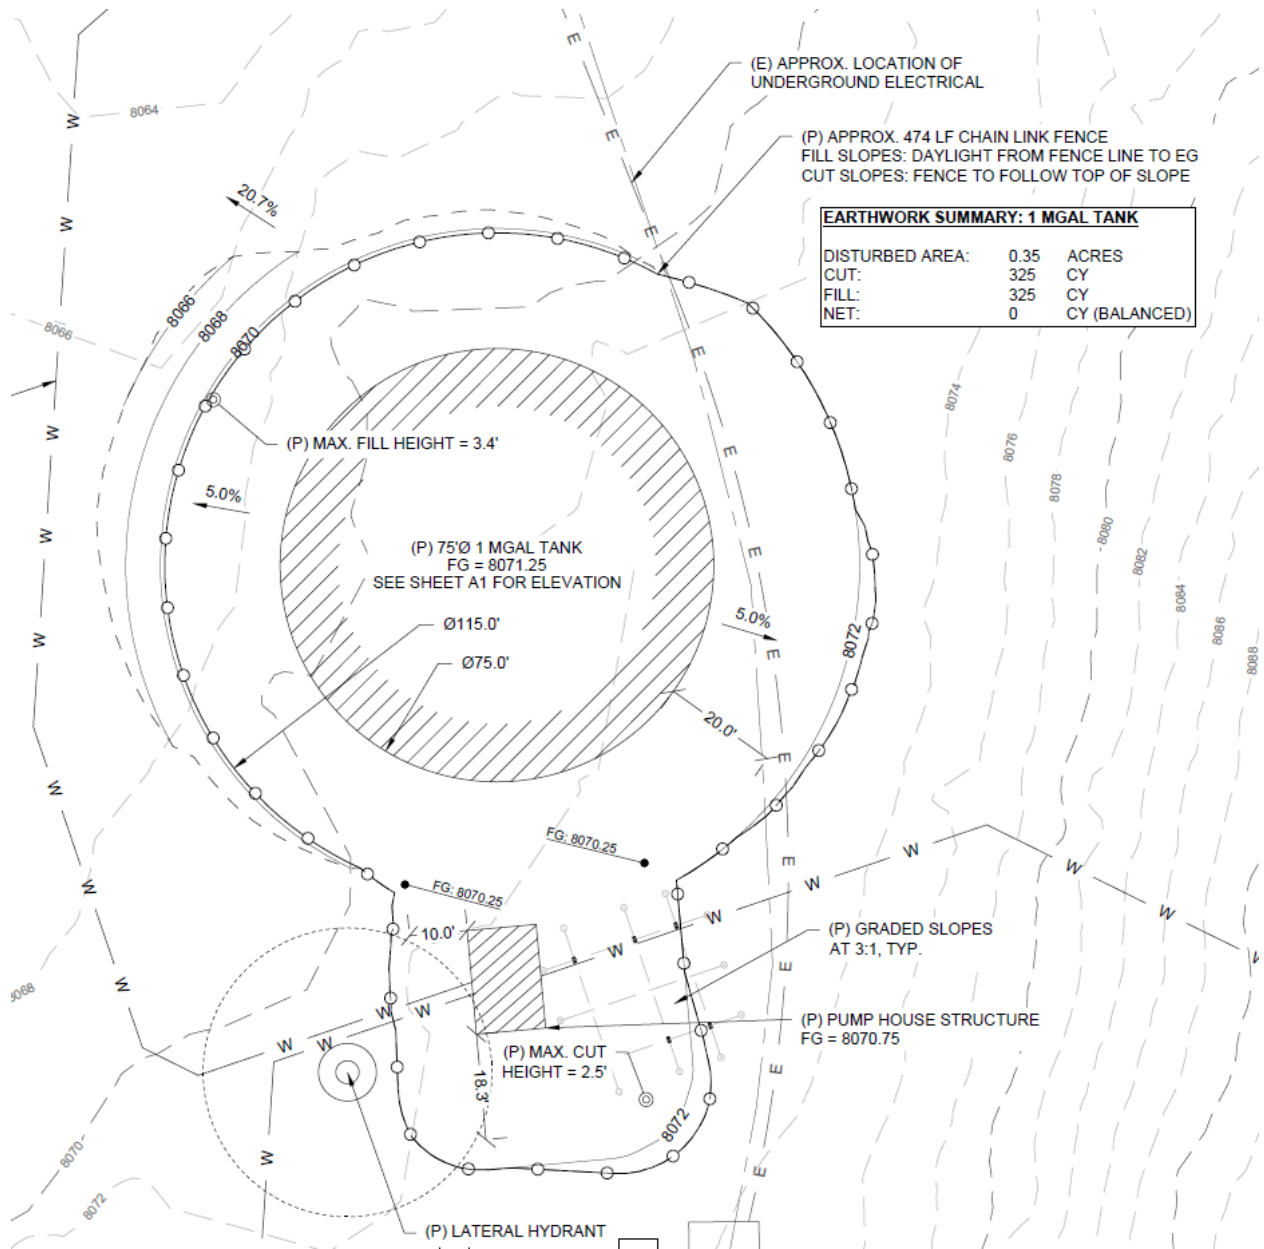 E
(E) APPROX. LOCATION OF
UNDERGROUND ELECTRICAL
8064
W
E
(P) APPROX. 474 LF CHAIN LINK FENCE
FILL SLOPES: DAYLIGHT FROM FENCE LINE TO EG
CUT SLOPES: FENCE TO FOLLOW TOP OF SLOPE
20.7%
W
E
EARTHWORK SUMMARY: 1 MGAL TANK
DISTURBED AREA: 0.35 ACRES
CUT: 325 CY
FILL: 325 CY
NET: 0 CY (BALANCED)
8066
8066
8068
8070
W
E
8074
W
(P) MAX. FILL HEIGHT = 3.4'
E
8076
8078
5.0%
8080
W
(P) 75'Ø 1 MGAL TANK
FG = 8071.25
SEE SHEET A1 FOR ELEVATION
E
8082
8084
Ø115.0'
5.0%
8072
8086
W
Ø75.0'
E
8088
20.0'
E
W
FG: 8070.25
FG: 8070.25
E
W
W
W
W
W
10.0'
W
(P) GRADED SLOPES
AT 3:1, TYP.
W
W
E
8068
W
W
W
W
(P) PUMP HOUSE STRUCTURE
FG = 8070.75
(P) MAX. CUT
HEIGHT = 2.5'
18.3'
E
8072
8070
W
E
8072
(P) LATERAL HYDRANT